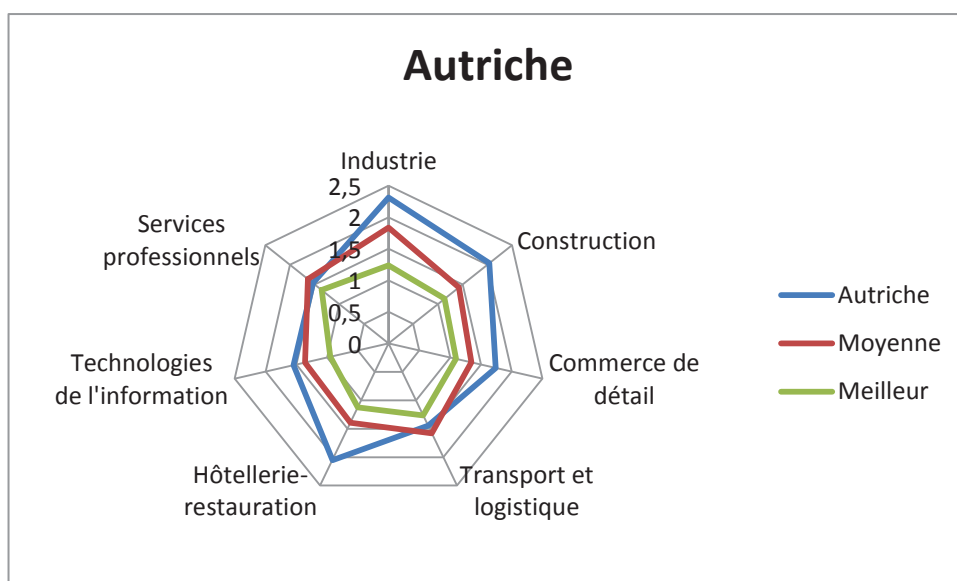 Autriche
Industrie
2,5
2
1,5
1
0,5
0
Construction
Commerce de
détail
Transport et
logistique
Hôtellerie-
restauration
Technologies
de l'information
Services
professionnels
Autriche
Moyenne
Meilleur